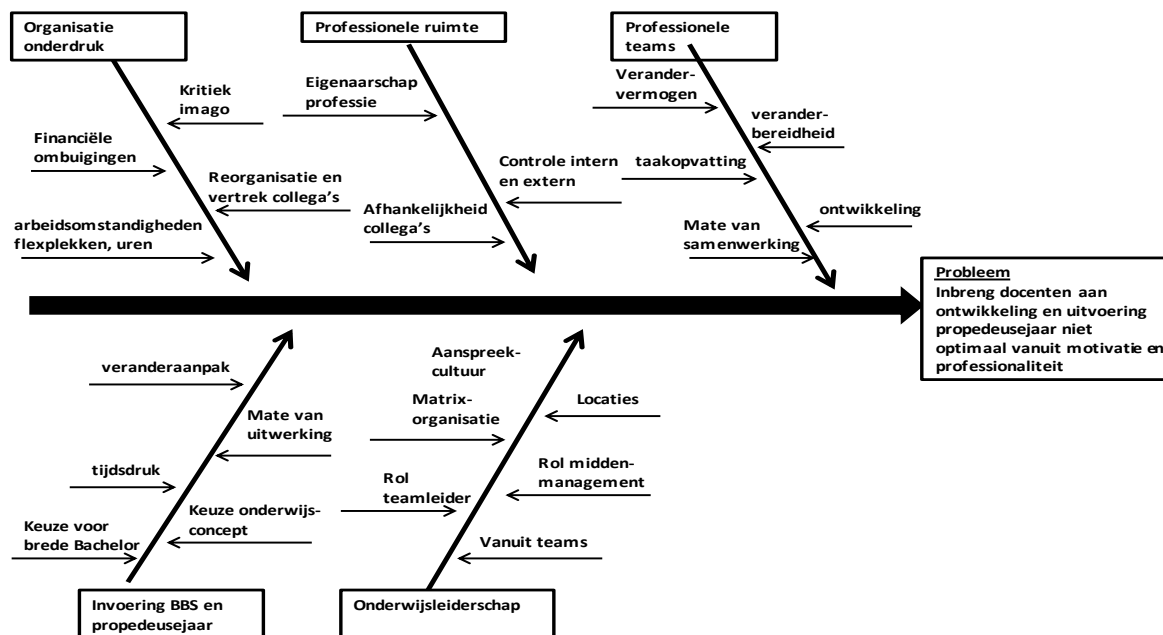 Organisatie
onderdruk
Professionele ruimte
Professionele
teams
Kritiek
imago
Financiële
ombuigingen
Reorganisatie en
vertrek collega's
arbeidsomstandigheden
flexplekken, uren
Eigenaarschap
professie
Controle intern
en extern
Afhankelijkheid
collega's
Verander-
vermogen
verander-
bereidheid
taakopvatting
ontwikkeling
Mate van
samenwerking
Probleem
Inbreng docenten aan
ontwikkeling en uitvoering
propedeusejaar niet
optimaal vanuit motivatie en
professionaliteit
veranderaanpak
Mate van
uitwerking
tijdsdruk
Keuze onderwijs-
concept
Keuze voor
brede Bachelor
Aanspreek-
cultuur
Matrix-
organisatie
Locaties
Rol
teamleider
Rol midden-
management
Vanuit teams
Invoering BBS en
propedeusejaar
Onderwijsleiderschap